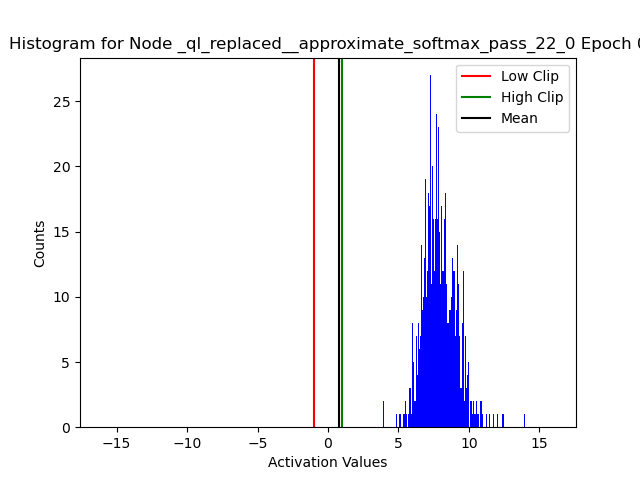 Histogram for Node _ql_replaced__approximate_softmax_pass_22_0 Epoch 0
Low Clip
High Clip
Mean
25
20
15
10
5
0
Counts
−15
−10
−5
0
5
10
15
Activation Values